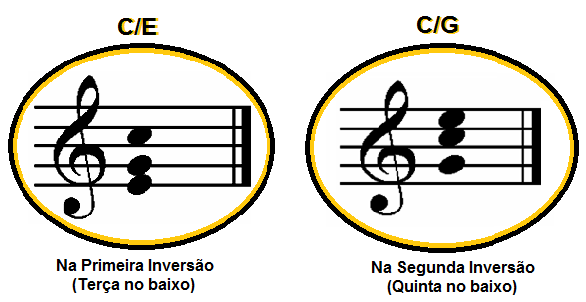 C/E
C/G
Na Primeira Inversão
(Terça no baixo)
Na Segunda Inversão
(Quinta no baixo)